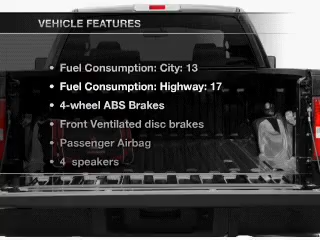 VEHICLE FEATURES
• Fuel Consumption: City: 13
• Fuel Consumption: Highway: 17
• 4-wheel ABS Brakes
• Front Ventilated disc brakes
• Passenger Airbag
• 4 speakers